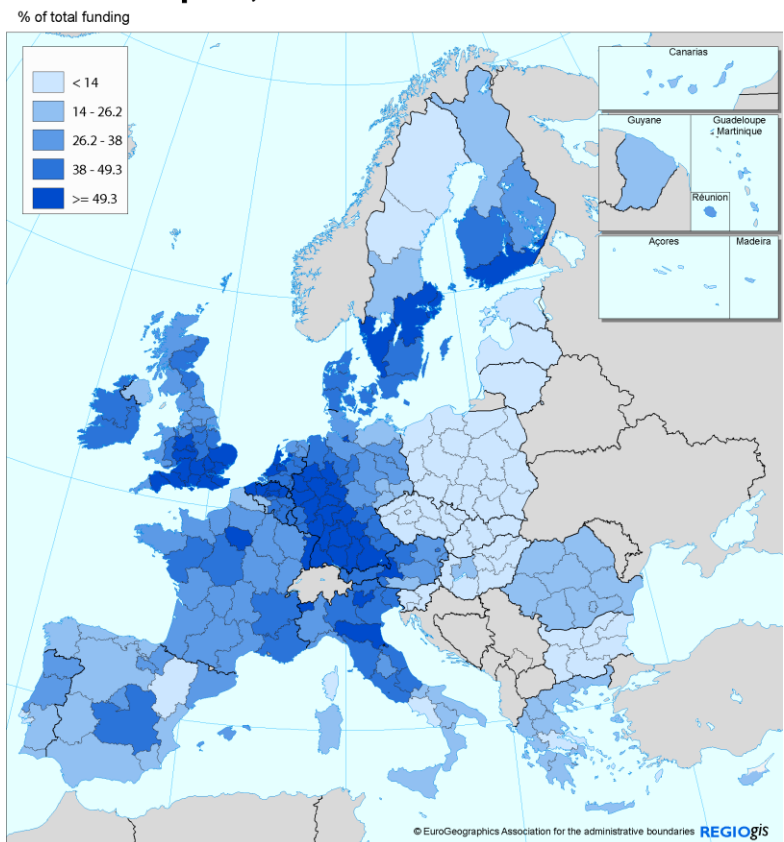 % of total funding
< 14
14 - 26.2
26.2 - 38
38 - 49.3
>= 49.3
Canarias
Guyane
Guadeloupe
Martinique
Réunion
Açores
Madeira
© EuroGeographics Association for the administrative boundaries REGIOgis